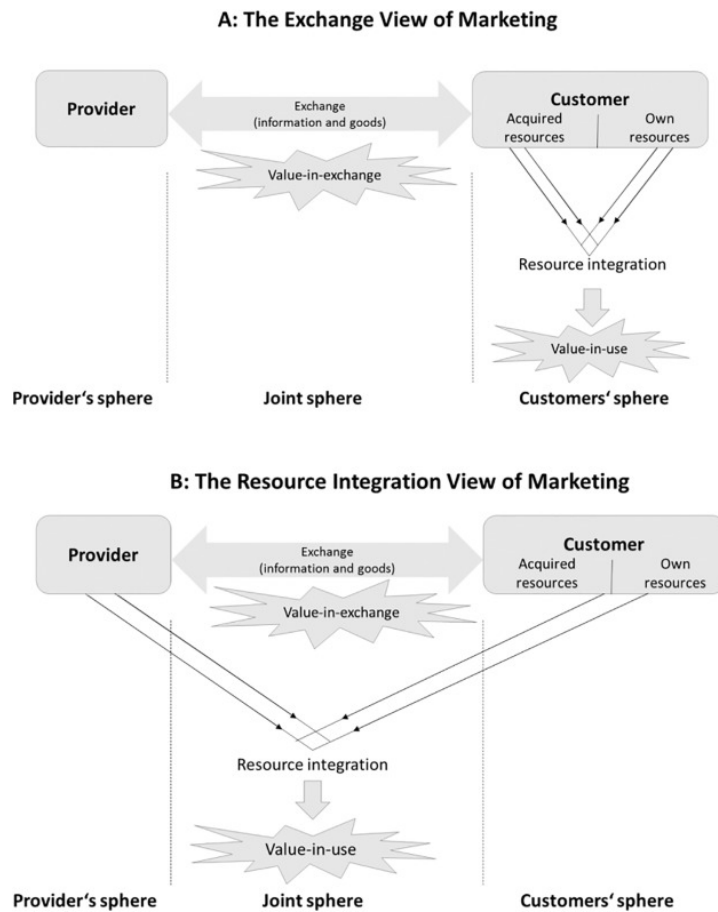 A: The Exchange View of Marketing
Provider
Exchange
(information and goods)
Customer
Acquired
resources
Own
resources
Value-in-exchange
Resource integration
Value-in-use
Provider‘s sphere
Joint sphere
Customers‘ sphere
B: The Resource Integration View of Marketing
Provider
Exchange
(information and goods)
Customer
Acquired
resources
Own
resources
Value-in-exchange
Resource integration
Value-in-use
Provider‘s sphere
Joint sphere
Customers‘ sphere